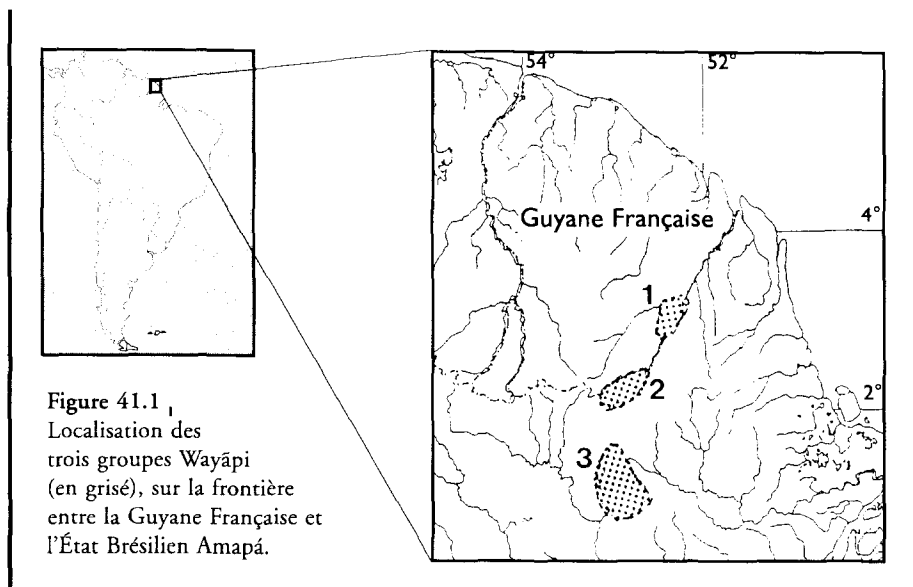 54°
52°
Guyane Française
4°
1
2
2°
3
Figure 41.1
Localisation des
trois groupes Wayãpi
(en grisé), sur la frontière
entre la Guyane Française et
l'État Brésilien Amapá.